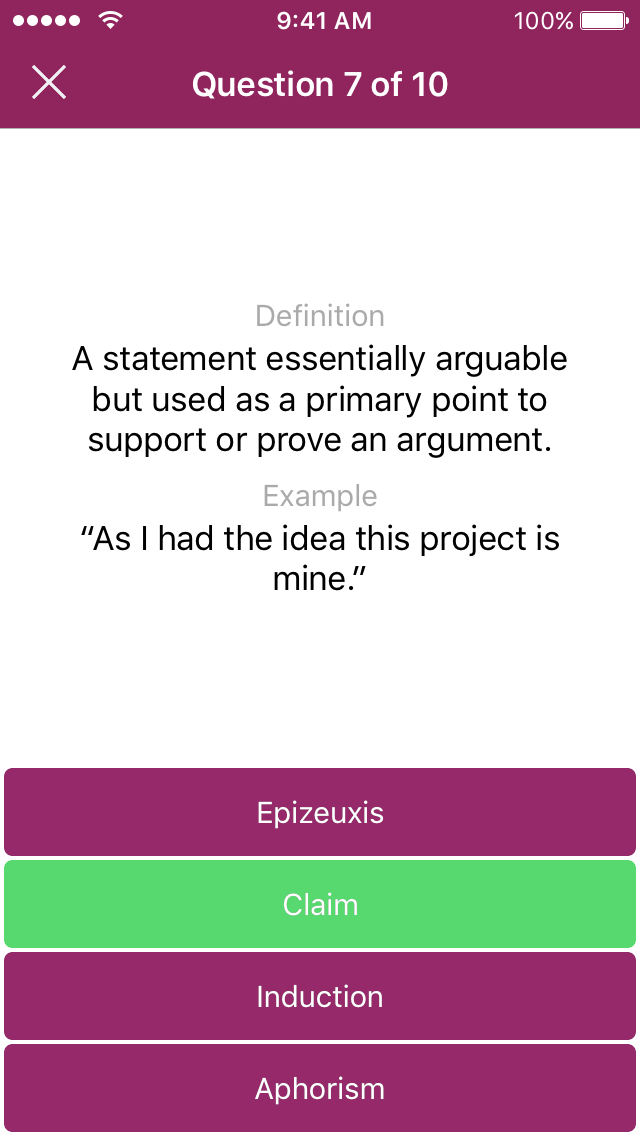 9:41 AM
100%
Question 7 of 10
Definition
A statement essentially arguable
but used as a primary point to
support or prove an argument.
Example
“As I had the idea this project is
mine.”
Epizeuxis
Claim
Induction
Aphorism